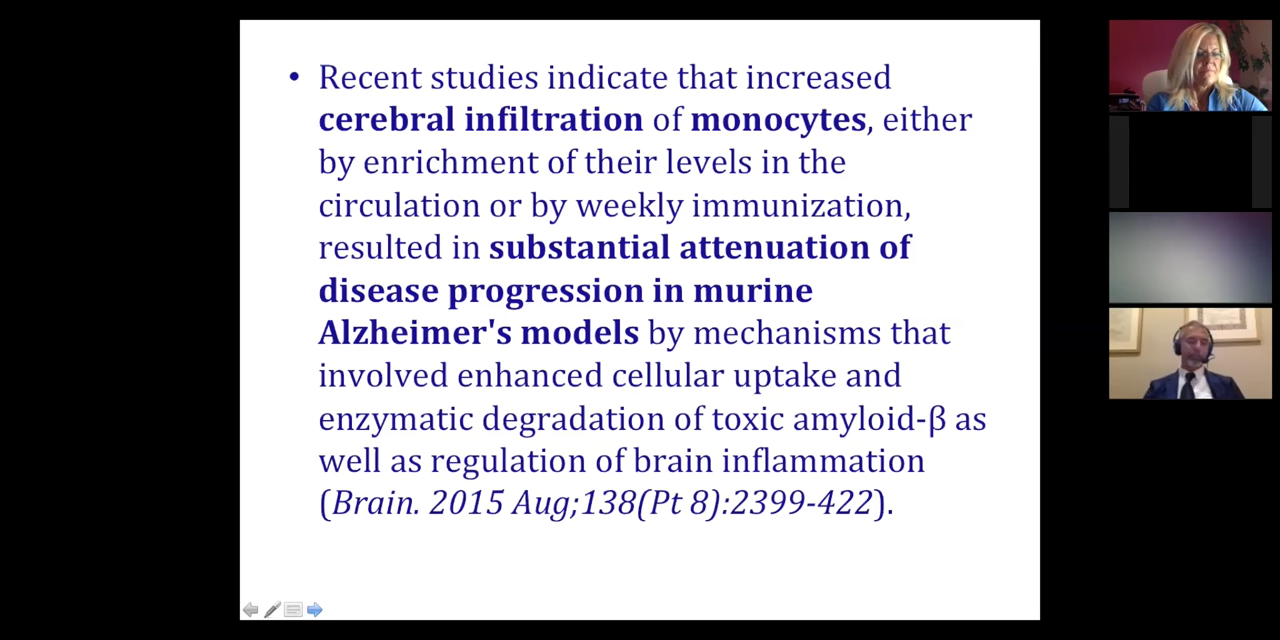 • Recent studies indicate that increased
cerebral infiltration of monocytes, either
by enrichment of their levels in the
circulation or by weekly immunization,
resulted in substantial attenuation of
disease progression in murine
Alzheimer's models by mechanisms that
involved enhanced cellular uptake and
enzymatic degradation of toxic amyloid-β as
well as regulation of brain inflammation
(Brain. 2015 Aug;138(Pt 8):2399-422).